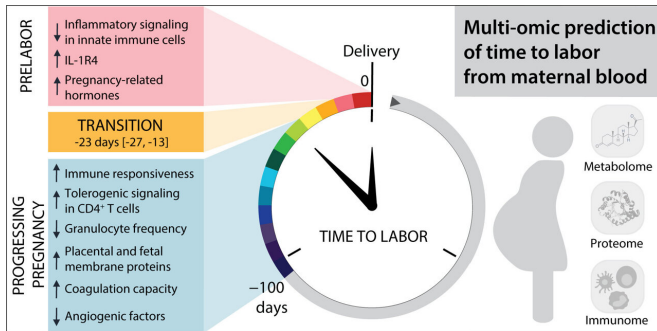 PRELABOR
↓ Inflammatory signaling
in innate immune cells
↑ IL-1R4
↑ Pregnancy-related
hormones
TRANSITION
-23 days [-27, -13]
PROGRESSING
PREGNANCY
↑ Immune responsiveness
↑ Tolerogenic signaling
in CD4⁺ T cells
↓ Granulocyte frequency
↑ Placental and fetal
membrane proteins
↑ Coagulation capacity
↓ Angiogenic factors
Delivery
0
TIME TO LABOR
−100
days
Multi-omic prediction
of time to labor
from maternal blood
Metabolome
Proteome
Immunome